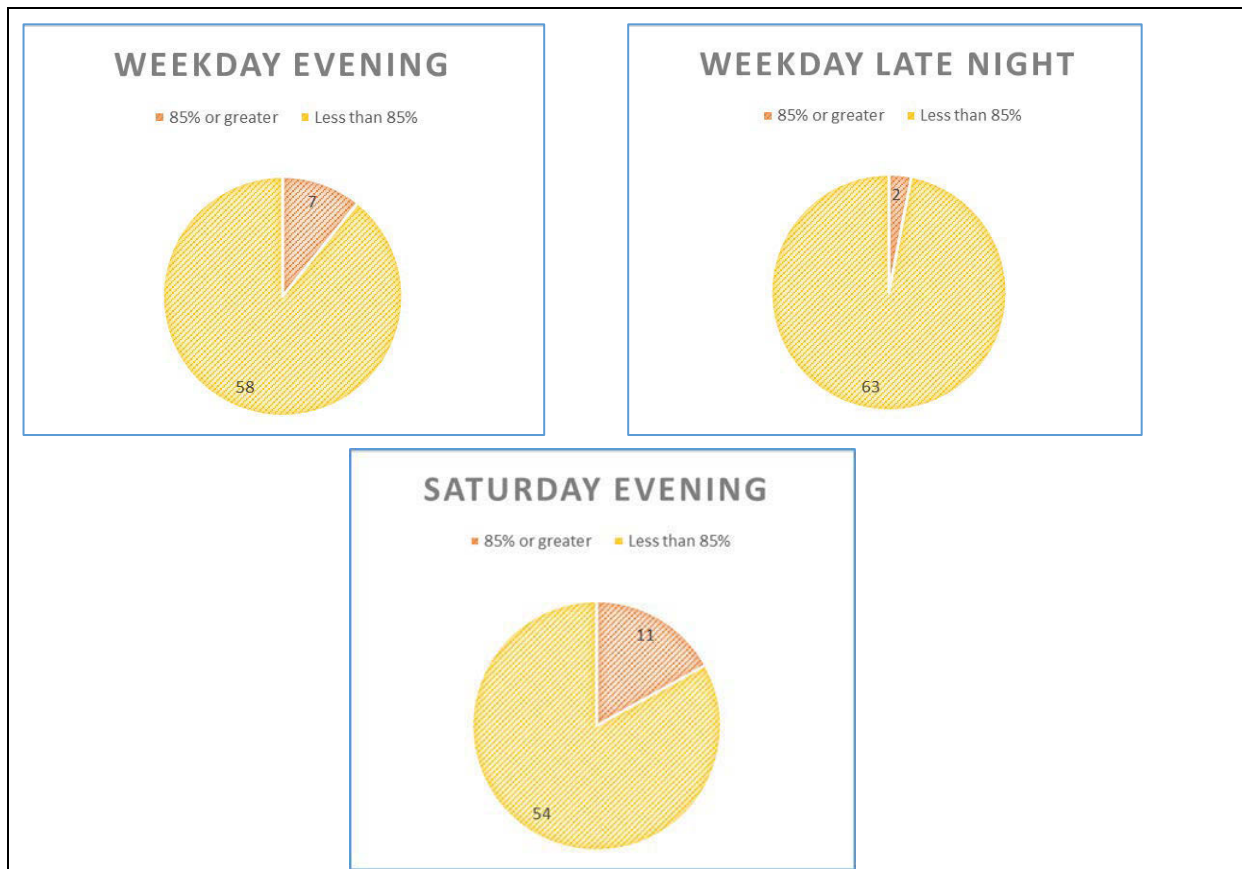 WEEKDAY EVENING
85% or greater Less than 85%
7
58
WEEKDAY LATE NIGHT
85% or greater Less than 85%
2
63
SATURDAY EVENING
85% or greater Less than 85%
11
54